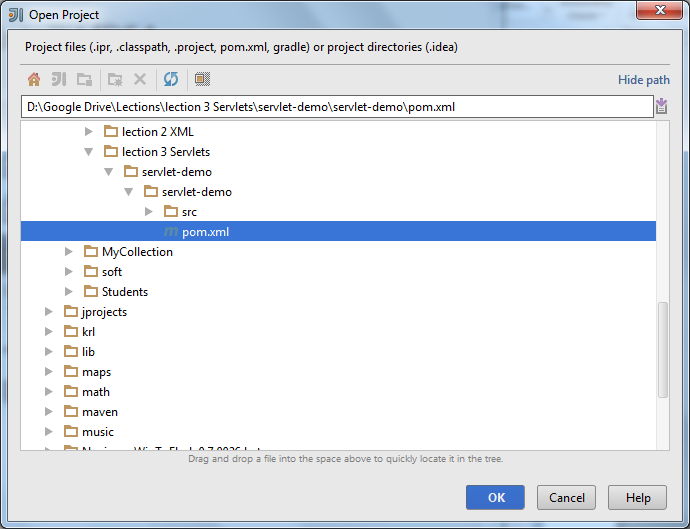 Open Project
Project files (.ipr, .classpath, .project, pom.xml, gradle) or project directories (.idea)
Hide path
D:\Google Drive\Lections\lection 3 Servlets\servlet-demo\servlet-demo\pom.xml
lection 2 XML
lection 3 Servlets
servlet-demo
servlet-demo
src
pom.xml
MyCollection
soft
Students
jprojects
krl
lib
maps
math
maven
music
Drag and drop a file into the space above to quickly locate it in the tree.
OK Cancel Help